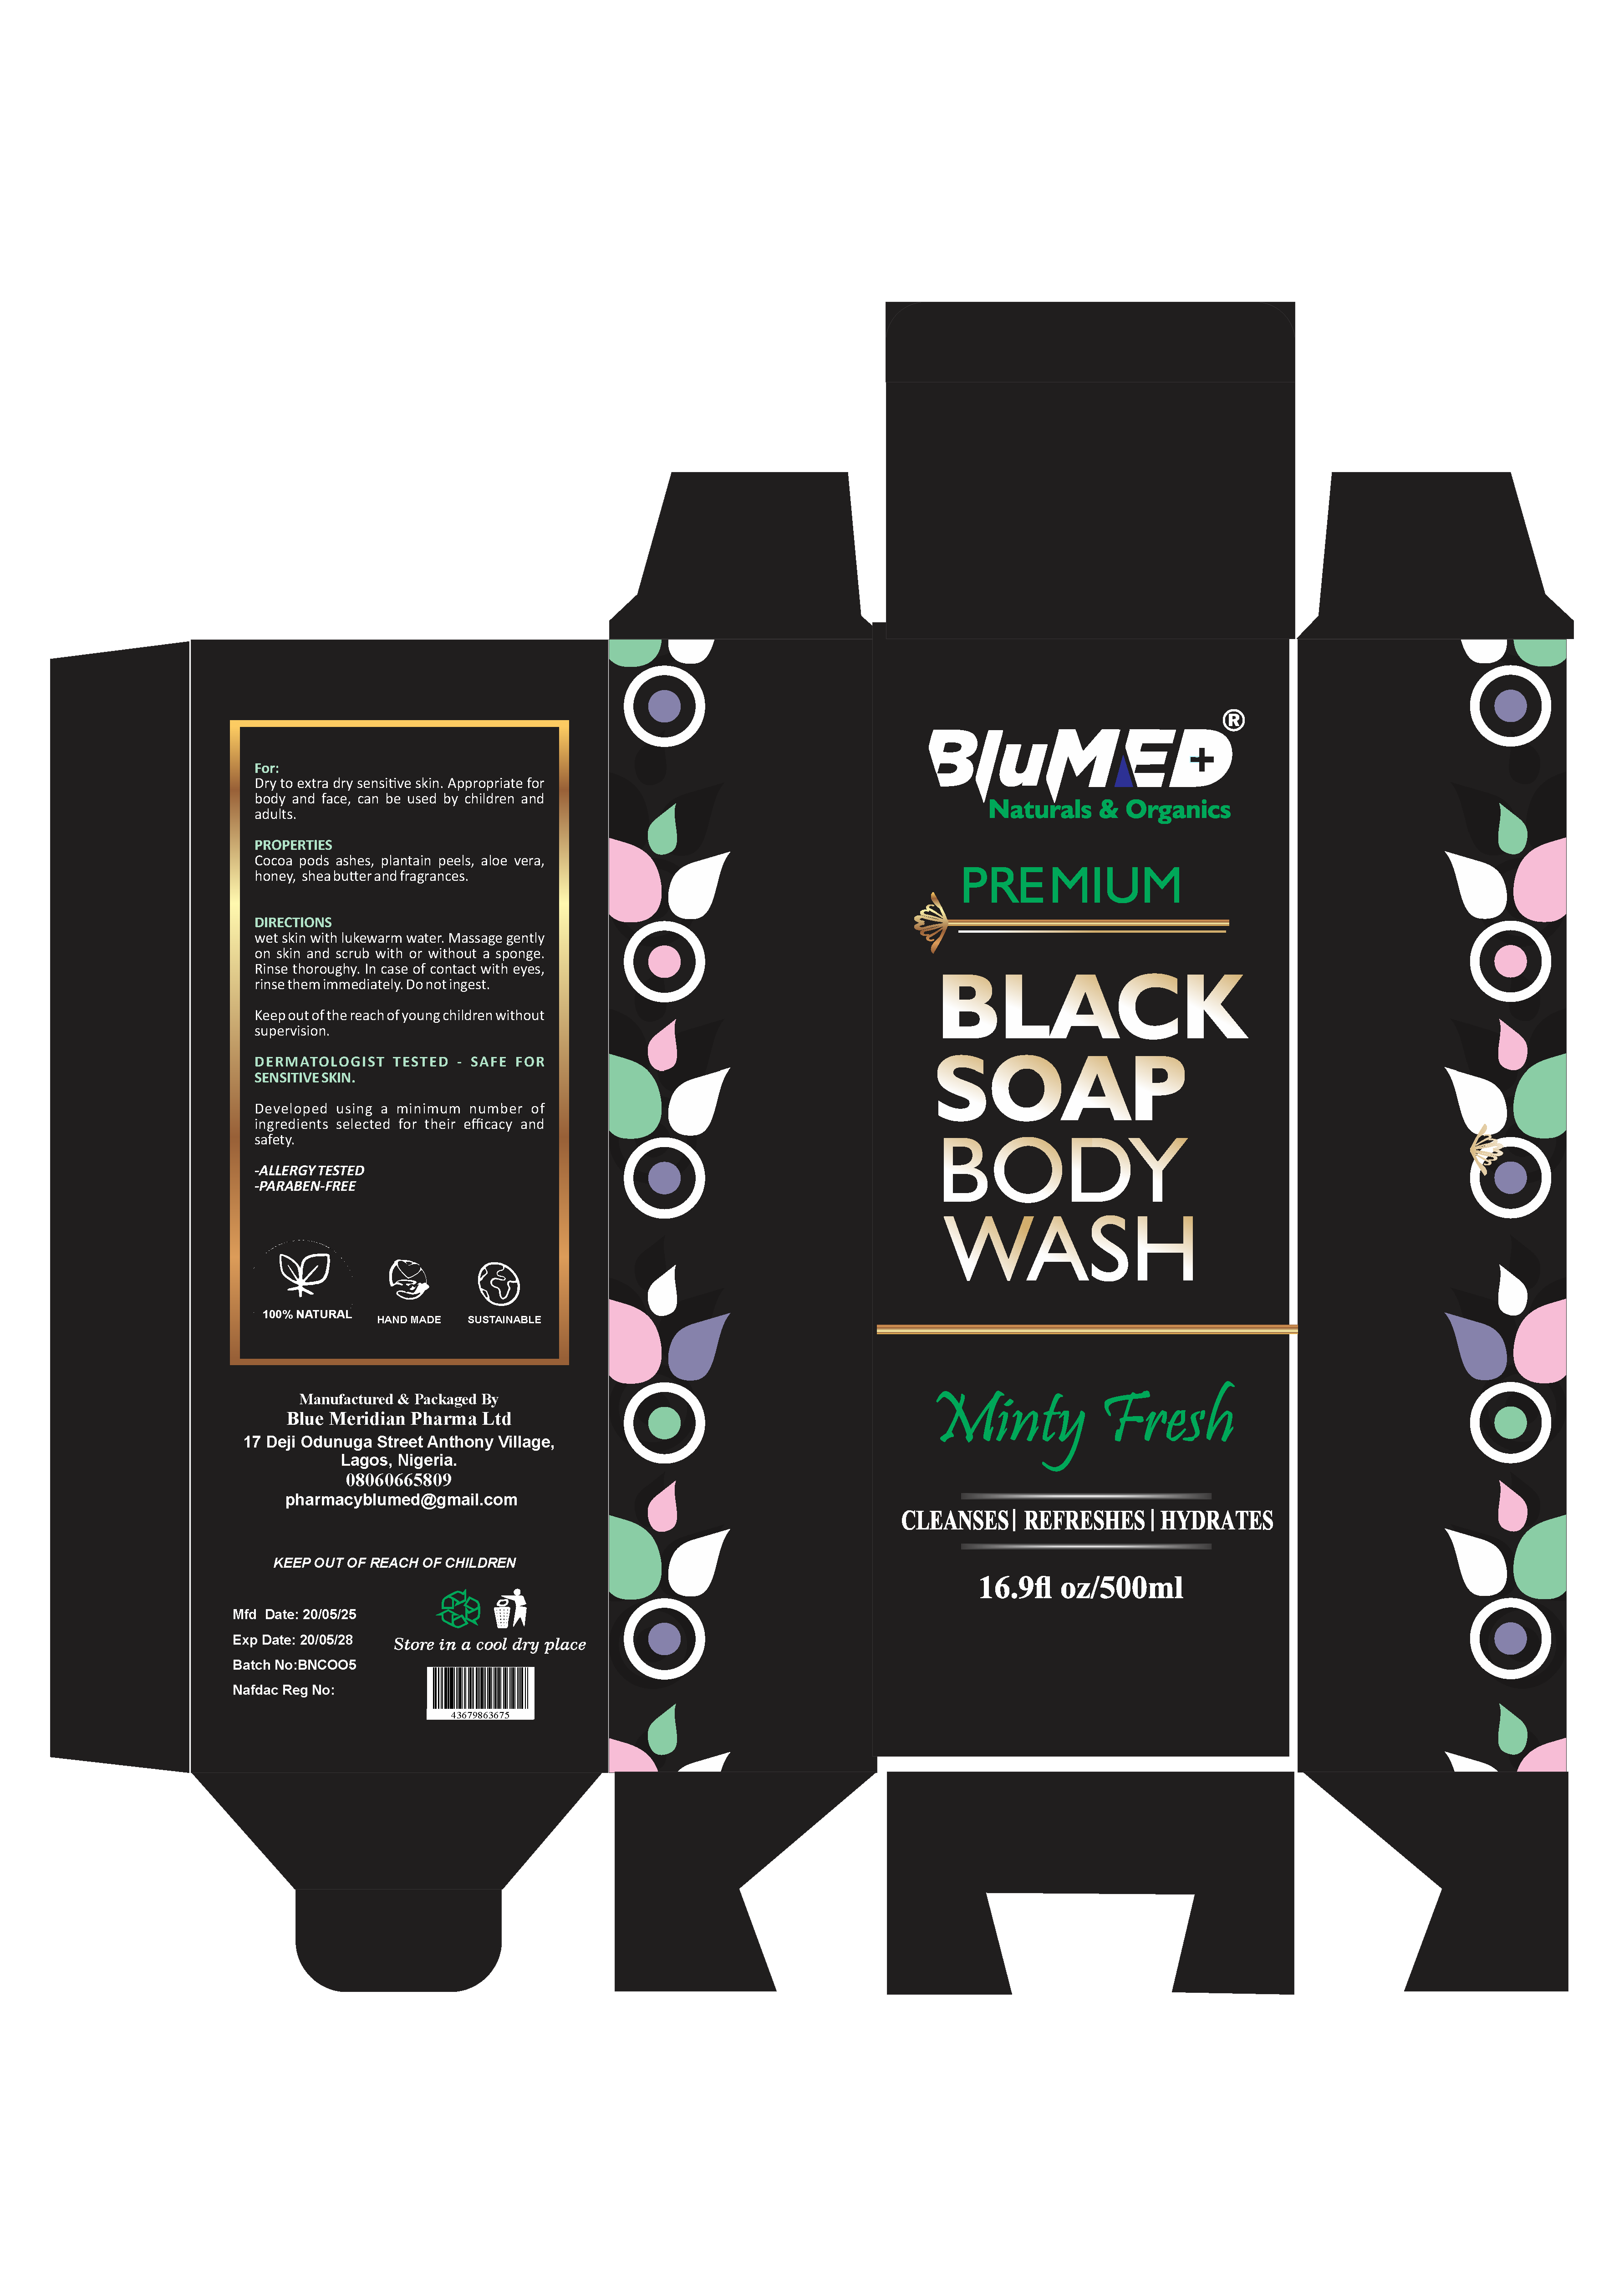 For:
Dry to extra dry sensitive skin. Appropriate for
body and face, can be used by children and
adults.
PROPERTIES
Cocoa pods ashes, plantain peels, aloe vera,
honey, shea butter and fragrances.
DIRECTIONS
wet skin with lukewarm water. Massage gently
on skin and scrub with or without a sponge.
Rinse thoroughy. In case of contact with eyes,
rinse them immediately. Do not ingest.
Keep out of the reach of young children without
supervision.
DERMATOLOGIST TESTED - SAFE FOR
SENSITIVE SKIN.
Developed using a minimum number of
ingredients selected for their efficacy and
safety.
-ALLERGY TESTED
-PARABEN-FREE
100% NATURAL
HAND MADE
SUSTAINABLE
Manufactured & Packaged By
Blue Meridian Pharma Ltd
17 Deji Odunuga Street Anthony Village,
Lagos, Nigeria.
08060665809
pharmacyblumed@gmail.com
KEEP OUT OF REACH OF CHILDREN
Mfd Date: 20/05/25
Exp Date: 20/05/28
Batch No:BNCOO5
Nafdac Reg No:
Store in a cool dry place
43679863675
BluMED®
Naturals & Organics
PREMIUM
BLACK
SOAP
BODY
WASH
Minty Fresh
CLEANSES| REFRESHES | HYDRATES
16.9fl oz/500ml